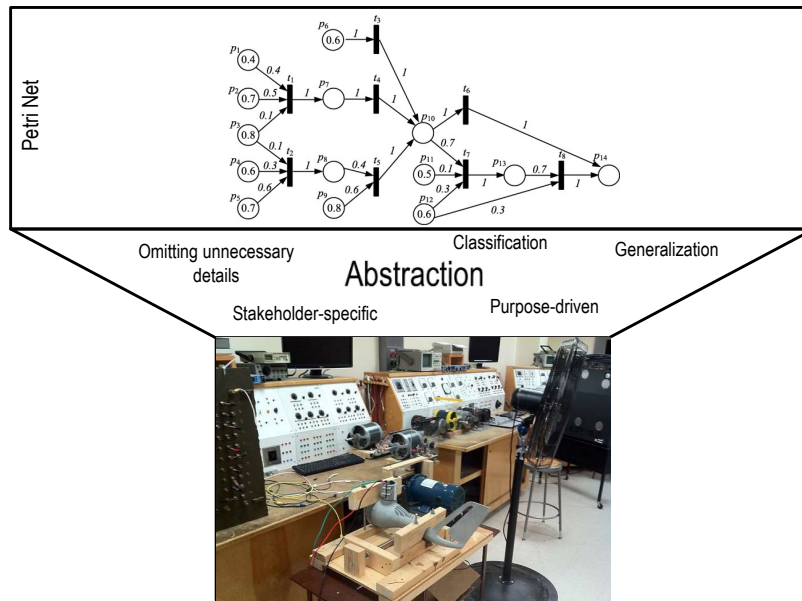 Petri Net
p6
t3
0.6
1
p1
0.4
0.4
t1
p7
t4
1
t6
p2
0.7
0.5
1
1
1
p10
1
1
0.1
p3
0.8
0.7
p14
0.1
t2
1
p11
t7
p13
t8
p4
0.6
0.3
1
p8
0.4
t5
0.5
0.1
1
0.7
1
0.6
0.6
p12
0.3
p5
0.7
p9
0.8
0.6
0.3
Omitting unnecessary
details
Classification
Generalization
Abstraction
Stakeholder-specific
Purpose-driven